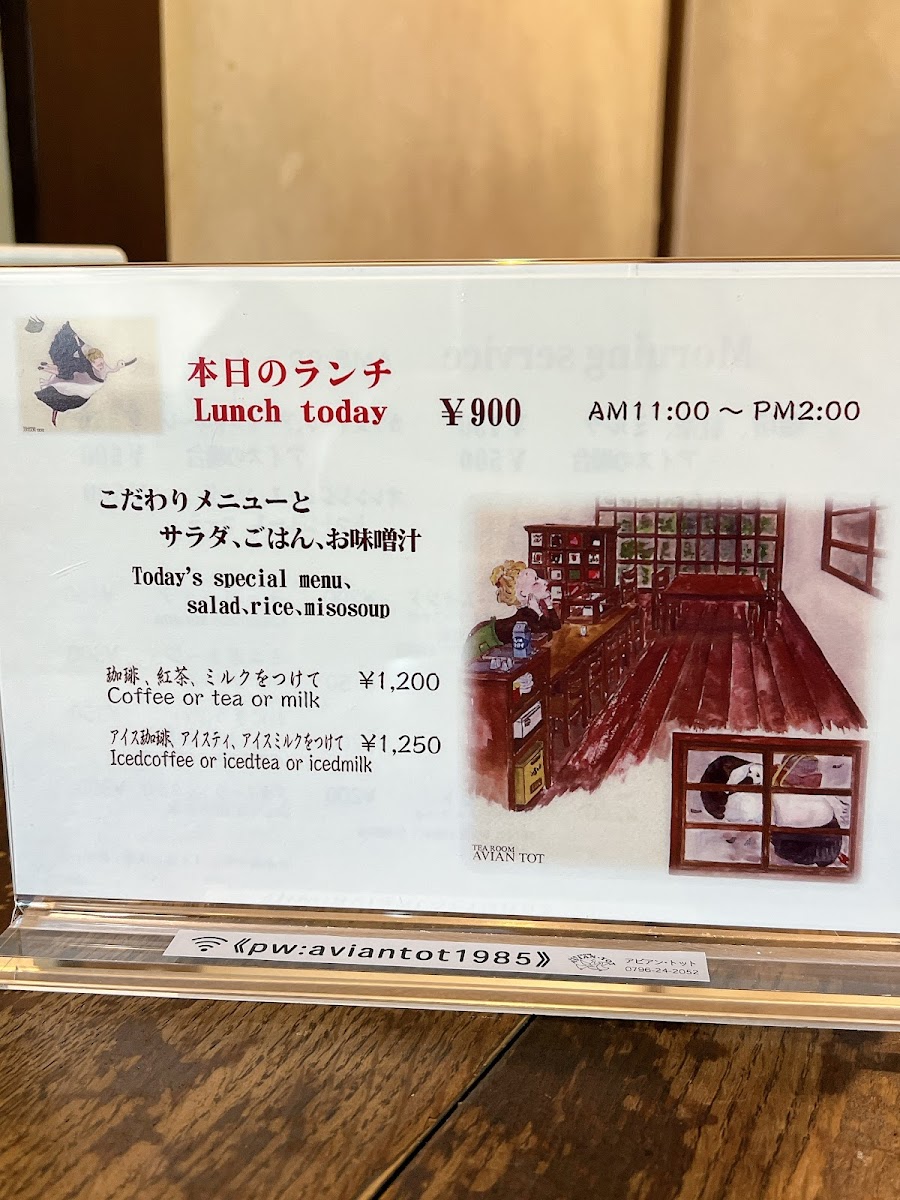 本日のランチ
Lunch today ¥900 AM11:00 ～ PM2:00
こだわりメニューと
サラダ、ごはん、お味噌汁
Today's special menu、
salad、rice、misosoup
珈琲、紅茶、ミルクをつけて ¥1,200
Coffee or tea or milk
アイス珈琲、アイスティ、アイスミルクをつけて ¥1,250
Icedcoffee or icedtea or icedmilk
TEA ROOM
AVIAN TOT
《pw:aviantot1985》
アビアン・トット
0796-24-2052
Morning service